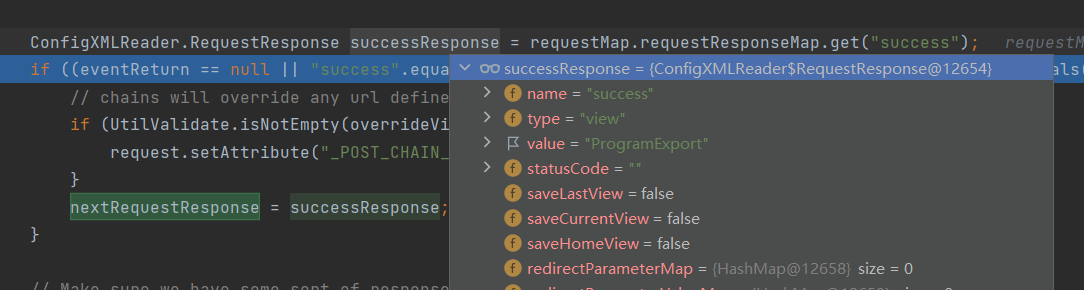 ConfigXMLReader.RequestResponse successResponse = requestMap.requestResponseMap.get("success");   requestM
if ((eventReturn == null || "success".equa
successResponse = {ConfigXMLReader$RequestResponse@12654}
als(
name = "success"
// chains will override any url define
type = "view"
if (UtilValidate.isNotEmpty(overrideVi
value = "ProgramExport"
request.setAttribute("_POST_CHAIN_
statusCode = ""
}
saveLastView = false
nextRequestResponse = successResponse;
saveCurrentView = false
}
saveHomeView = false
redirectParameterMap = {HashMap@12658}  size = 0
// Make sure we have some sort of response